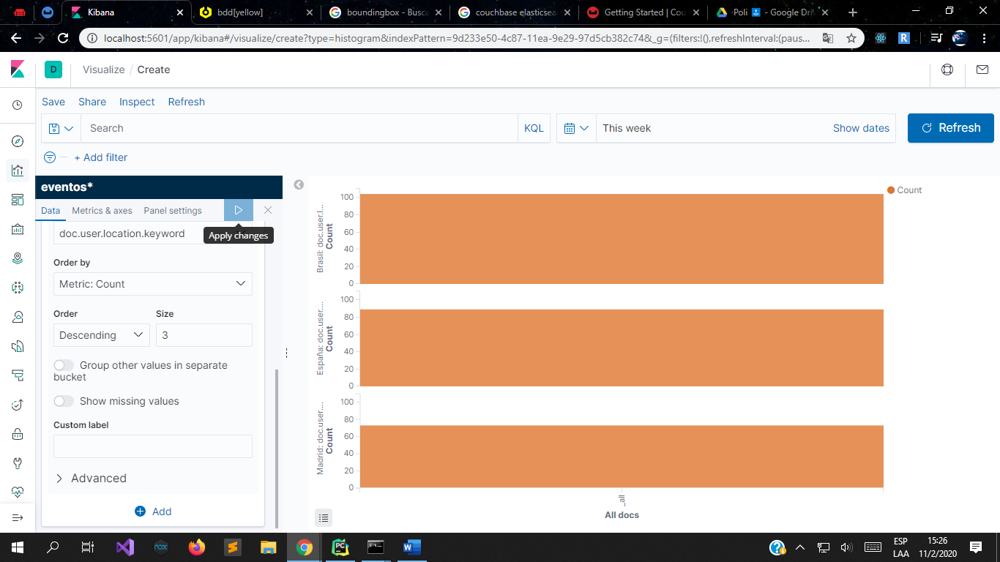 Kibana
bdd[yellow]
boundingbox - Busca
couchbase elasticsea
Getting Started | Cou
Poli - Google Dri
localhost:5601/app/kibana#/visualize/create?type=histogram&indexPattern=9d233e50-4c87-11ea-9e29-97d5cb382c74&_g=(filters:!(),refreshInterval:(paus...
D
Visualize / Create
Save Share Inspect Refresh
Search
KQL
This week
Show dates
Refresh
+ Add filter
eventos*
Data Metrics & axes Panel settings
doc.user.location.keyword
Apply changes
Order by
Metric: Count
Order Size
Descending 3
Group other values in separate
bucket
Show missing values
Custom label
Advanced
Add
Brasil: doc.user.l...
Count
100
80
60
40
20
0
España: doc.user....
Count
100
80
60
40
20
0
Madrid: doc.user....
Count
100
80
60
40
20
0
_all
All docs
Count
ESP
LAA
15:26
11/2/2020